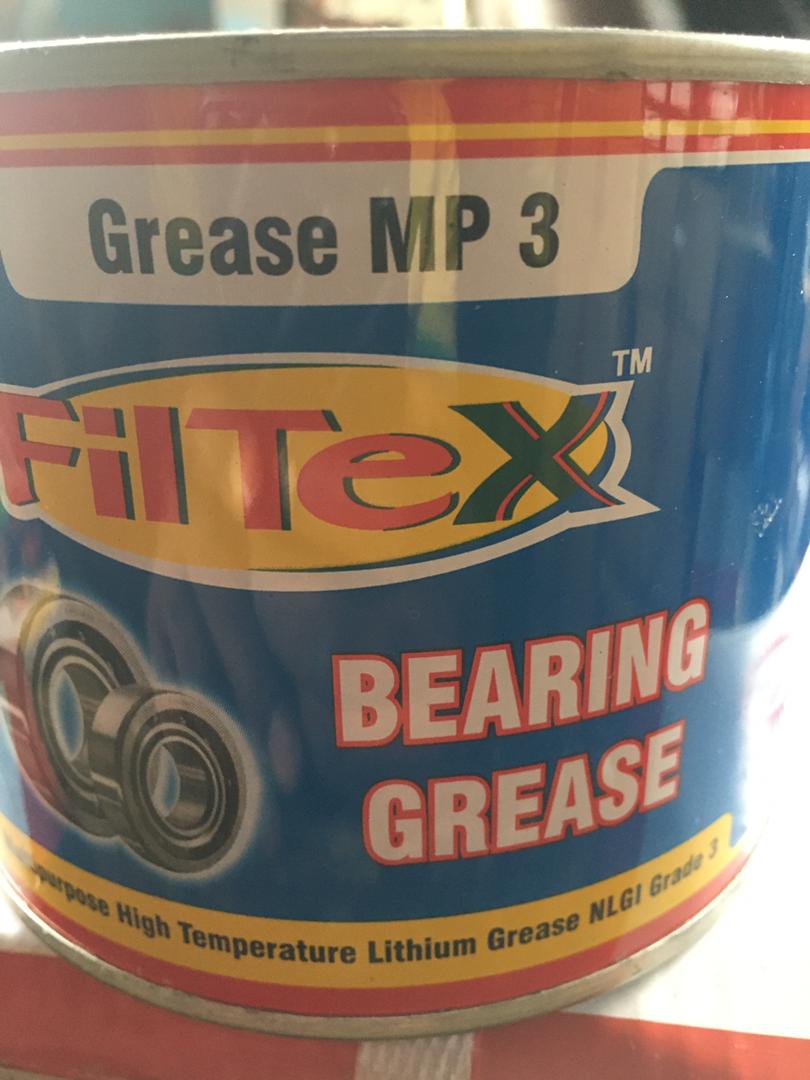 Grease MP 3
FilTeX
TM
BEARING
GREASE
purpose High Temperature Lithium Grease NLGI Grade 3